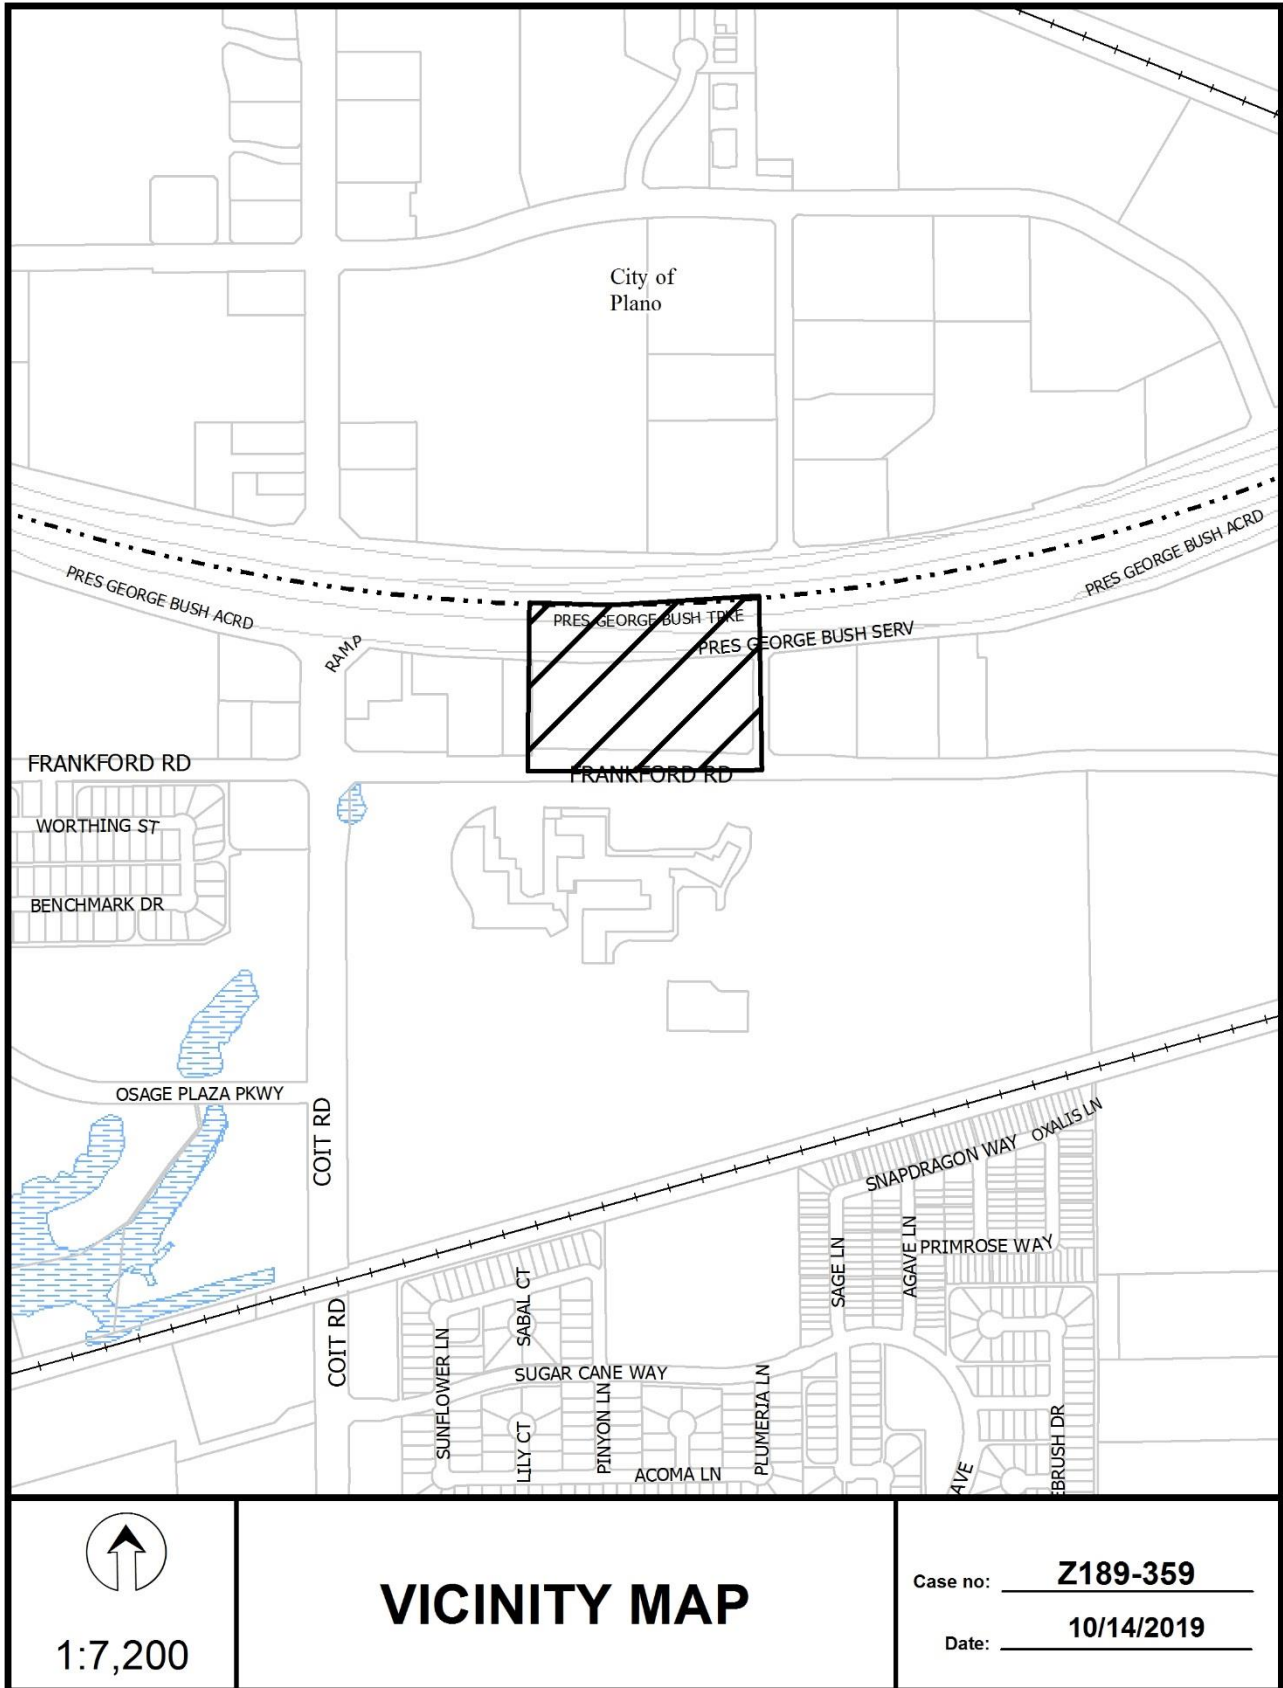 City of
Plano
PRES GEORGE BUSH ACRD
PRES GEORGE BUSH ACRD
PRES GEORGE BUSH TPKE
PRES GEORGE BUSH SERV
RAMP
FRANKFORD RD
FRANKFORD RD
WORTHING ST
BENCHMARK DR
OSAGE PLAZA PKWY
COIT RD
SNAPDRAGON WAY
OXALIS LN
SAGE LN
AGAVE LN
PRIMROSE WAY
COIT RD
SUNFLOWER LN
SABAL CT
SUGAR CANE WAY
LILY CT
PINYON LN
PLUMERIA LN
ACOMA LN
AVE
EBRUSH DR
1:7,200
VICINITY MAP
Case no: Z189-359
Date: 10/14/2019